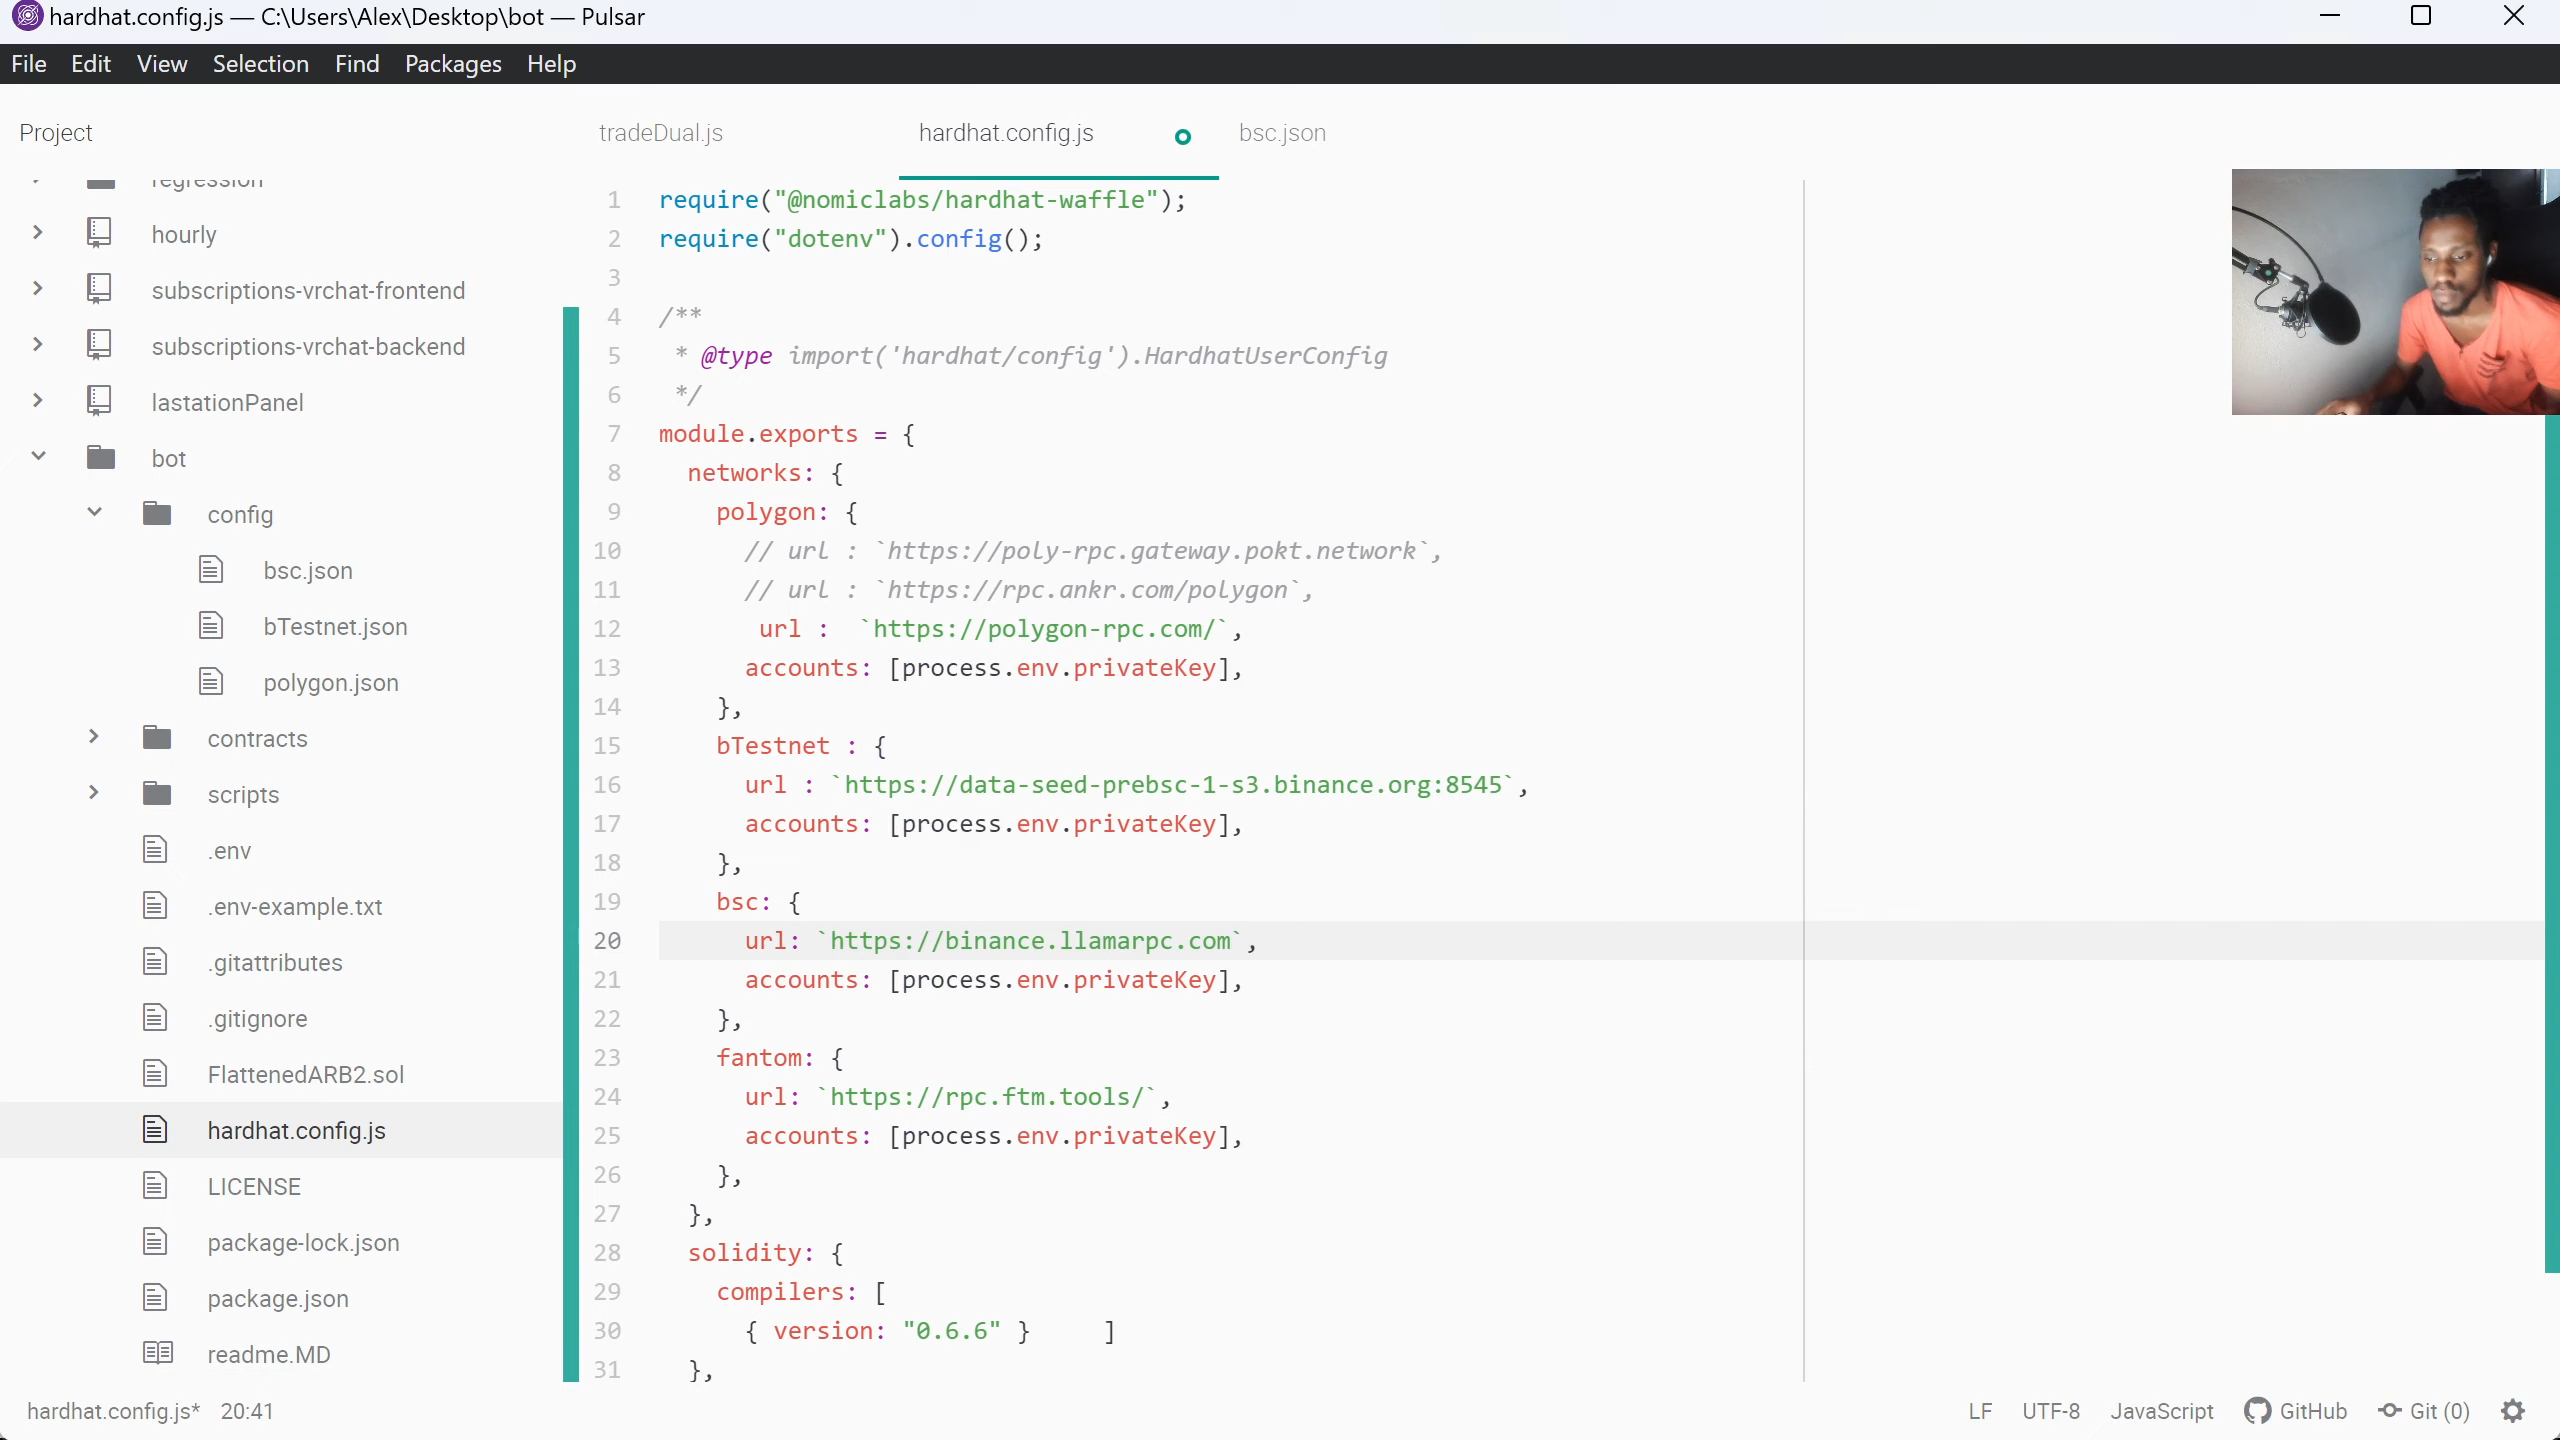 hardhat.config.js — C:\Users\Alex\Desktop\bot — Pulsar
File Edit View Selection Find Packages Help
Project
regression
hourly
subscriptions-vrchat-frontend
subscriptions-vrchat-backend
lastationPanel
bot
config
bsc.json
bTestnet.json
polygon.json
contracts
scripts
.env
.env-example.txt
.gitattributes
.gitignore
FlattenedARB2.sol
hardhat.config.js
LICENSE
package-lock.json
package.json
readme.MD
tradeDual.js hardhat.config.js bsc.json
1 require("@nomiclabs/hardhat-waffle");
2 require("dotenv").config();
3
4 /**
5  * @type import('hardhat/config').HardhatUserConfig
6  */
7 module.exports = {
8   networks: {
9     polygon: {
10       // url : `https://poly-rpc.gateway.pokt.network`,
11       // url : `https://rpc.ankr.com/polygon`,
12        url :  `https://polygon-rpc.com/`,
13       accounts: [process.env.privateKey],
14     },
15     bTestnet : {
16       url : `https://data-seed-prebsc-1-s3.binance.org:8545`,
17       accounts: [process.env.privateKey],
18     },
19     bsc: {
20       url: `https://binance.llamarpc.com`,
21       accounts: [process.env.privateKey],
22     },
23     fantom: {
24       url: `https://rpc.ftm.tools/`,
25       accounts: [process.env.privateKey],
26     },
27   },
28   solidity: {
29     compilers: [
30       { version: "0.6.6" }     ]
31   },
hardhat.config.js* 20:41
LF UTF-8 JavaScript GitHub Git (0)